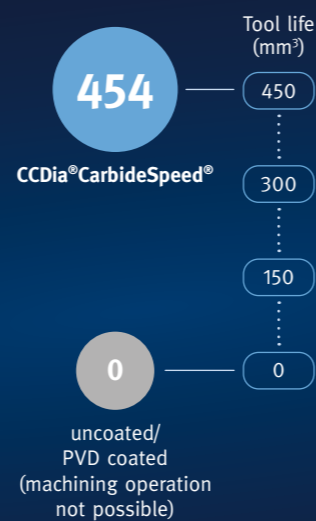 Tool life
(mm³)
454
450
CCDia®CarbideSpeed®
300
150
0
0
uncoated/
PVD coated
(machining operation
not possible)